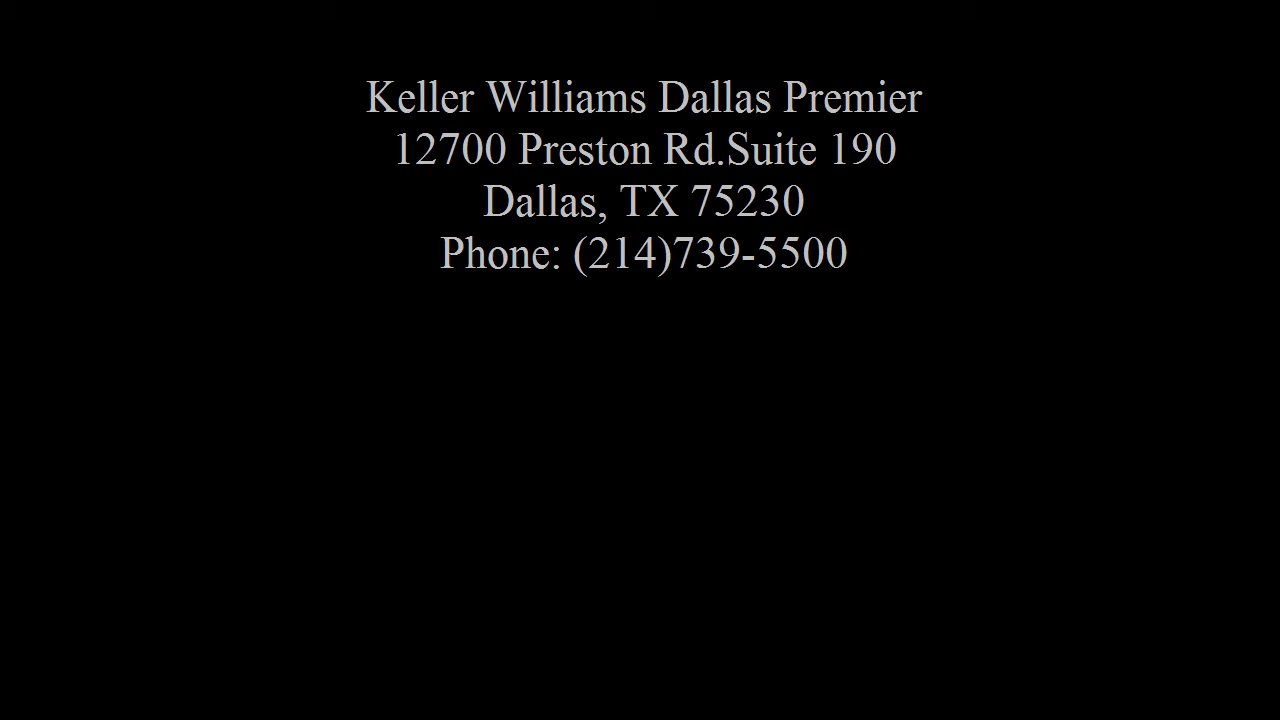 Keller Williams Dallas Premier
12700 Preston Rd.Suite 190
Dallas, TX 75230
Phone: (214)739-5500